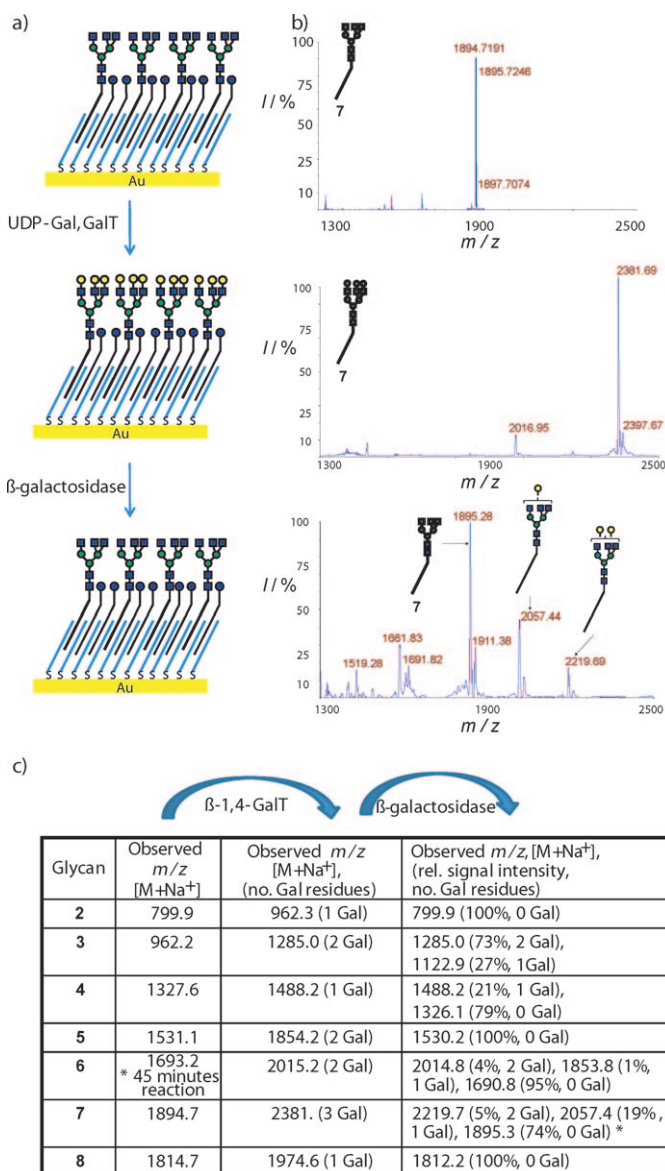 a)
S S S S S S S S S S S S
Au
UDP-Gal, GalT
S S S S S S S S S S S S
Au
ß-galactosidase
S S S S S S S S S S S S
Au
b)
100
75
I / %
50
25
10
7
1894.7191
1895.7246
1897.7074
1300
1900
2500
m / z
100
75
I / %
50
25
10
7
2381.69
2016.95
2397.67
1300
1900
2500
m / z
100
75
I / %
50
25
10
7
1895.28
2057.44
2219.69
1661.83
1911.38
1519.28
1691.82
1300
1900
2500
m / z
c)
ß-1,4-GalT
ß-galactosidase
Glycan
Observed
m/z
[M+Na+]
Observed m/z
[M+Na+],
(no. Gal residues)
Observed m/z, [M+Na+],
(rel. signal intensity,
no. Gal residues)
2
799.9
962.3 (1 Gal)
799.9 (100%, 0 Gal)
3
962.2
1285.0 (2 Gal)
1285.0 (73%, 2 Gal),
1122.9 (27%, 1Gal)
4
1327.6
1488.2 (1 Gal)
1488.2 (21%, 1 Gal),
1326.1 (79%, 0 Gal)
5
1531.1
1854.2 (2 Gal)
1530.2 (100%, 0 Gal)
6
1693.2
* 45 minutes
reaction
2015.2 (2 Gal)
2014.8 (4%, 2 Gal), 1853.8 (1%,
1 Gal), 1690.8 (95%, 0 Gal)
7
1894.7
2381. (3 Gal)
2219.7 (5%, 2 Gal), 2057.4 (19% ,
1 Gal), 1895.3 (74%, 0 Gal) *
8
1814.7
1974.6 (1 Gal)
1812.2 (100%, 0 Gal)